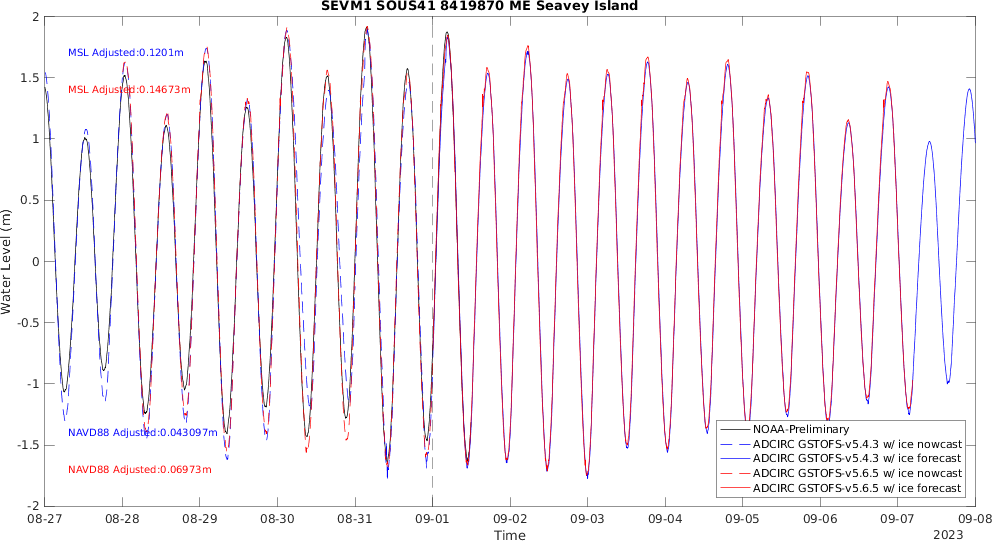 SEVM1 SOUS41 8419870 ME Seavey Island
2
1.5
1
0.5
0
-0.5
-1
-1.5
-2
Water Level (m)
MSL Adjusted:0.1201m
MSL Adjusted:0.14673m
NAVD88 Adjusted:0.043097m
NAVD88 Adjusted:0.06973m
NOAA-Preliminary
ADCIRC GSTOFS-v5.4.3 w/ ice nowcast
ADCIRC GSTOFS-v5.4.3 w/ ice forecast
ADCIRC GSTOFS-v5.6.5 w/ ice nowcast
ADCIRC GSTOFS-v5.6.5 w/ ice forecast
08-27 08-28 08-29 08-30 08-31 09-01 09-02 09-03 09-04 09-05 09-06 09-07 09-08
Time
2023